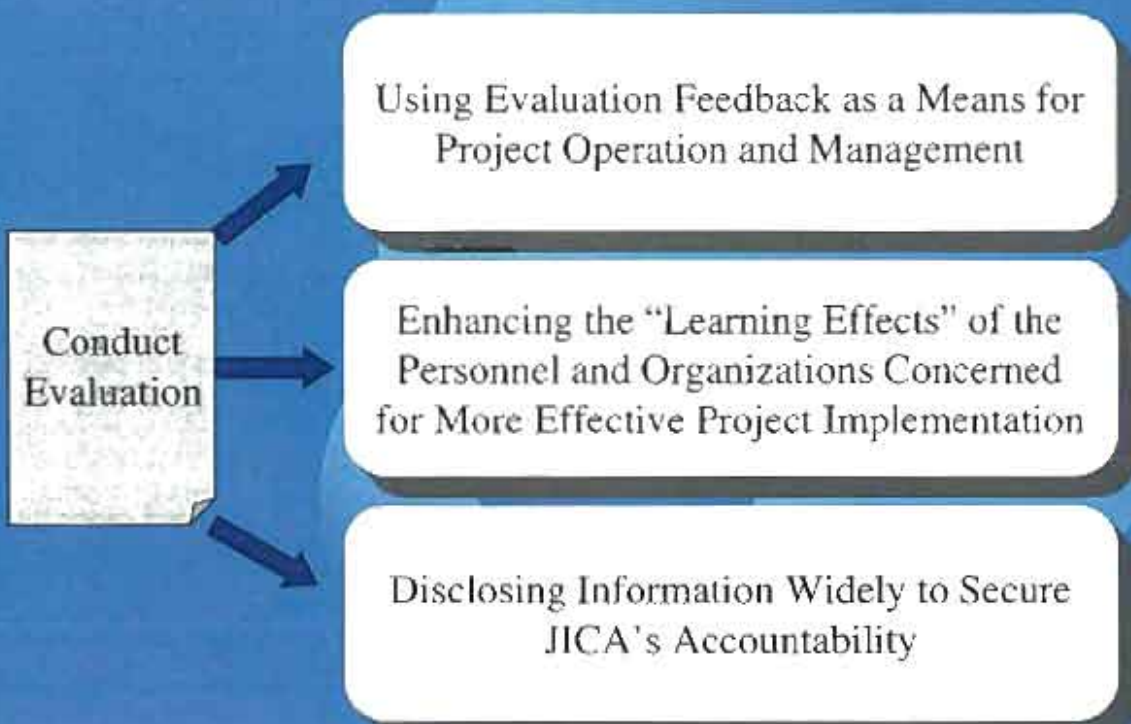 Using Evaluation Feedback as a Means for
Project Operation and Management
Conduct
Evaluation
Enhancing the “Learning Effects” of the
Personnel and Organizations Concerned
for More Effective Project Implementation
Disclosing Information Widely to Secure
JICA's Accountability